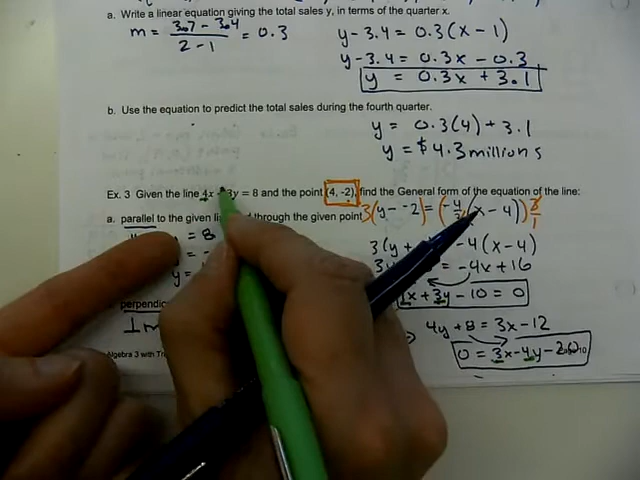 a. Write a linear equation giving the total sales y, in terms of the quarter x.
m = 3.7 - 3.4 / 2 - 1 = 0.3
y - 3.4 = 0.3(x - 1)
y - 3.4 = 0.3x - 0.3
y = 0.3x + 3.1
b. Use the equation to predict the total sales during the fourth quarter.
y = 0.3(4) + 3.1
y = $4.3 millions
Ex. 3 Given the line 4x 3y = 8 and the point (4, -2), find the General form of the equation of the line:
a. parallel to the given through the given point
3(y - -2) = (-4/3(x - 4))3/1
= 8
3(y -4(x - 4)
y =
3y = -4x + 16
x + 3y - 10 = 0
4y + 8 = 3x - 12
0 = 3x - 4y - 20
Algebra 3 with